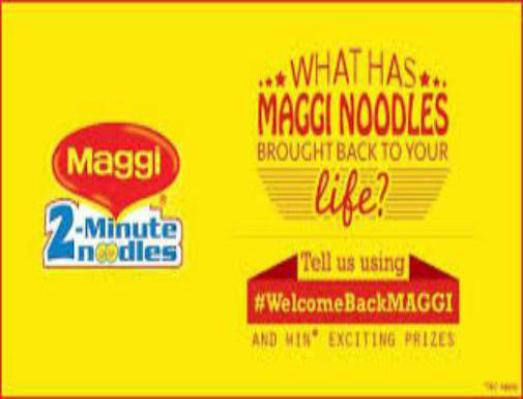 Maggi
2-Minute
noodles
®
WHAT HAS
MAGGI NOODLES
BROUGHT BACK TO YOUR
life?
Tell us using
#WelcomeBackMAGGI
AND WIN* EXCITING PRIZES